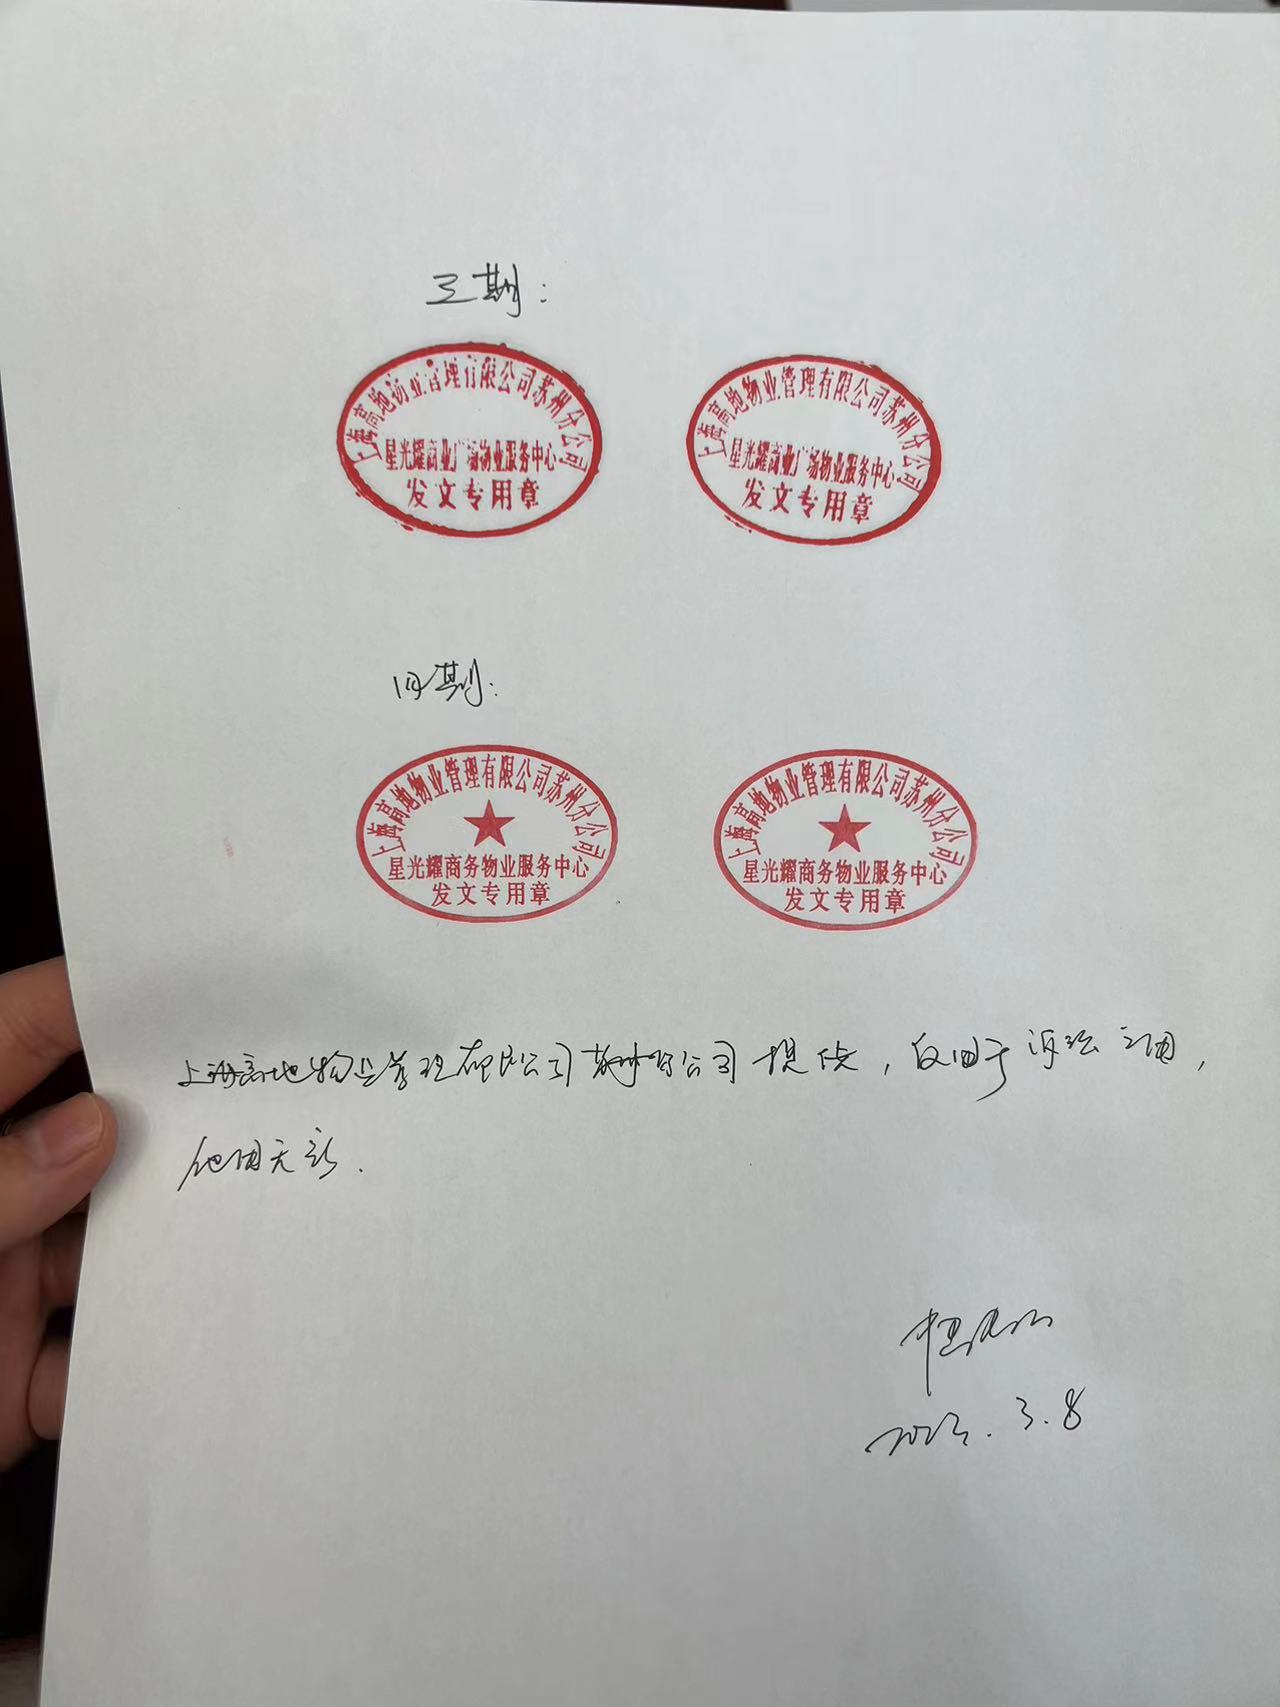 三期：
上海高地物业管理有限公司苏州分公司
星光耀商业广场物业服务中心
发文专用章
上海高地物业管理有限公司苏州分公司
星光耀商业广场物业服务中心
发文专用章
四期：
上海高地物业管理有限公司苏州分公司
星光耀商务物业服务中心
发文专用章
上海高地物业管理有限公司苏州分公司
星光耀商务物业服务中心
发文专用章
上海高地物业管理有限公司苏州分公司提供，仅用于诉讼之用，
他用无效.
3.8